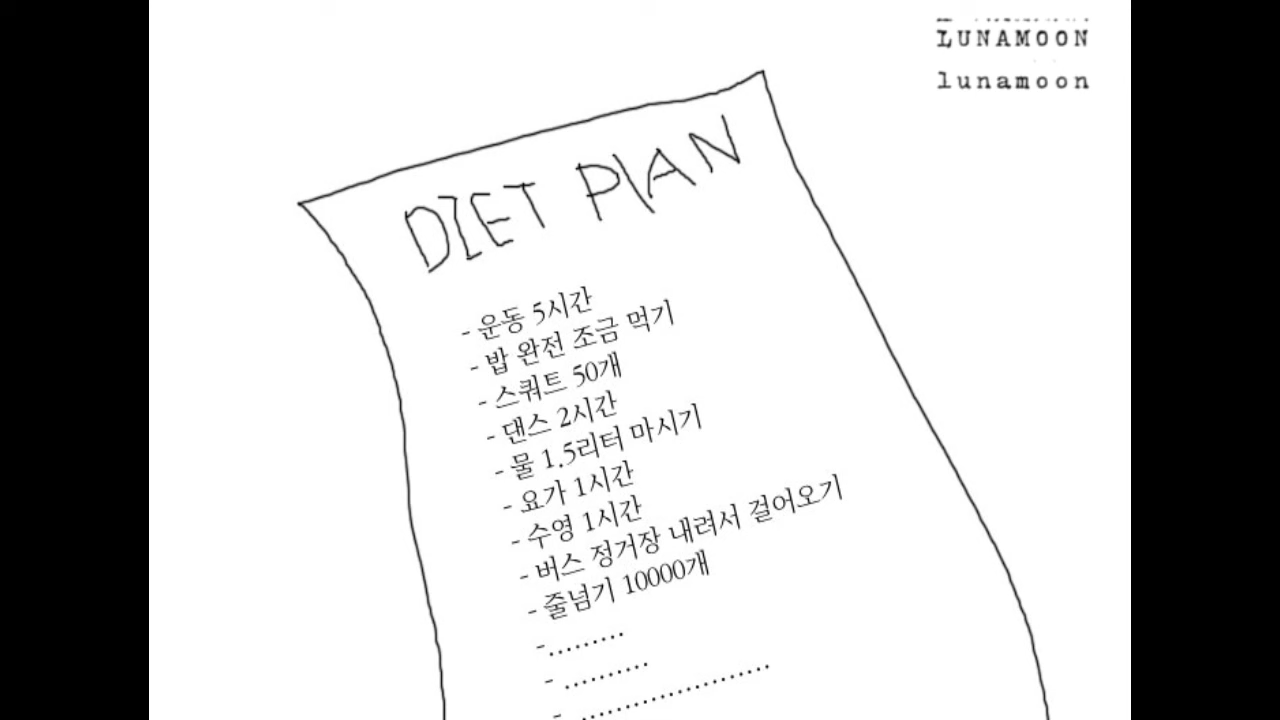 LUNAMOON
lunamoon
DIET PLAN
- 운동 5시간
- 밥 완전 조금 먹기
- 스쿼트 50개
- 댄스 2시간
- 물 1.5리터 마시기
- 요가 1시간
- 수영 1시간
- 버스 정거장 내려서 걸어오기
- 줄넘기 10000개
-.........
- ..........
- ......................